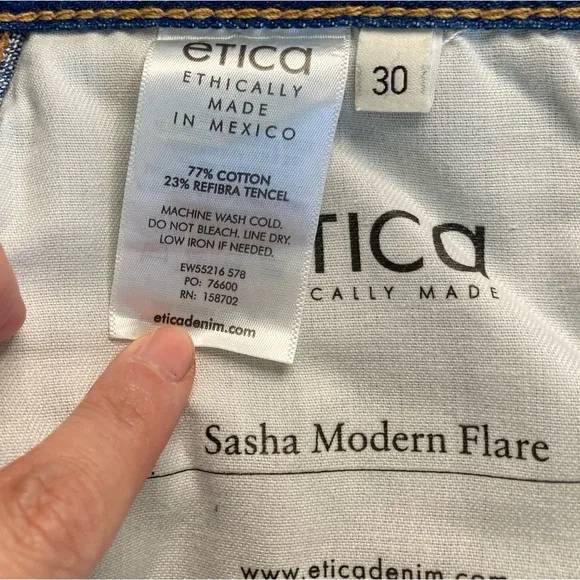 etica
ETHICALLY
MADE
IN MEXICO
77% COTTON
23% REFIBRA TENCEL
MACHINE WASH COLD.
DO NOT BLEACH. LINE DRY.
LOW IRON IF NEEDED.
EW55216 578
PO: 76600
RN: 158702
eticadenim.com
30
TICa
CALLY MADE
Sasha Modern Flare
www.eticadenim.com